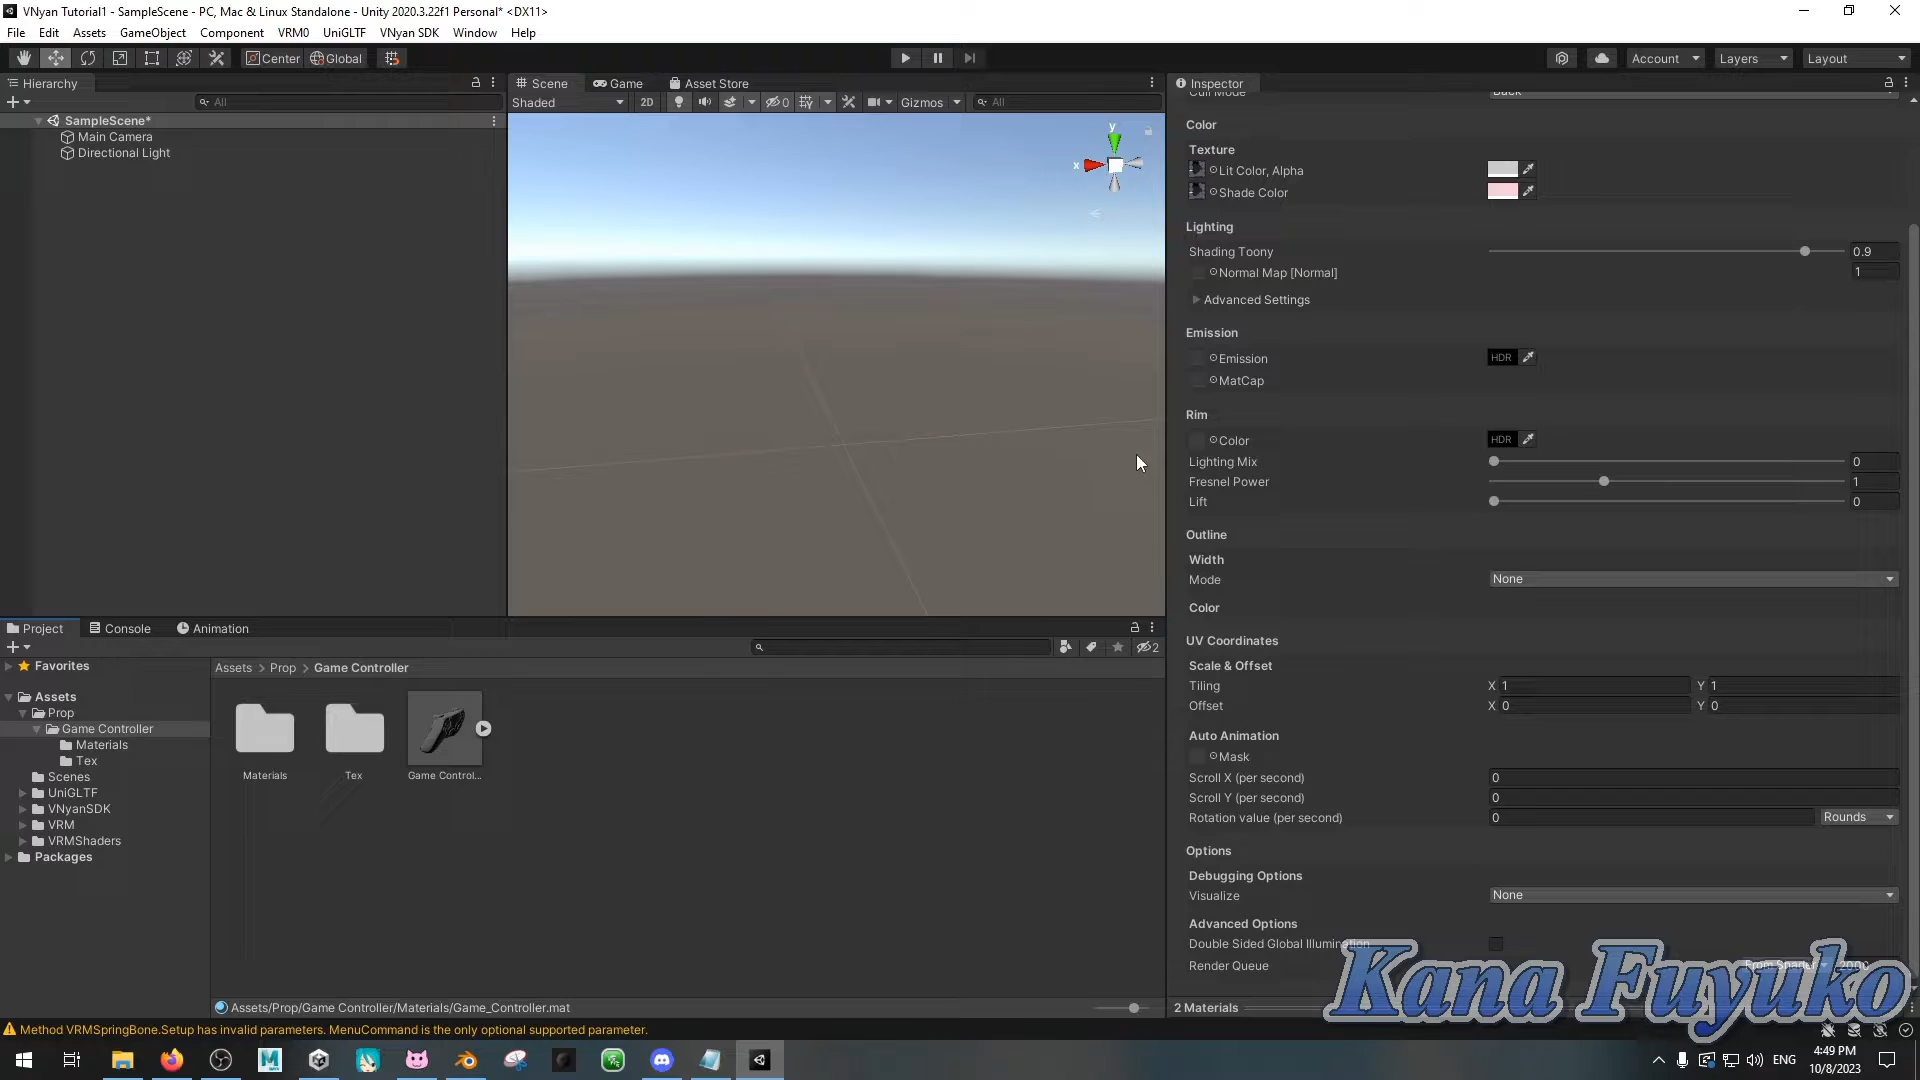 VNyan Tutorial1 - SampleScene - PC, Mac & Linux Standalone - Unity 2020.3.22f1 Personal* <DX11>
File Edit Assets GameObject Component VRM0 UniGLTF VNyan SDK Window Help
Center Global Account Layers Layout
Hierarchy
All
SampleScene*
Main Camera
Directional Light
Scene Game Asset Store
Shaded 2D 0 Gizmos All
y
x
Inspector
Cull Mode Back
Color
Texture
Lit Color, Alpha
Shade Color
Lighting
Shading Toony 0.9
Normal Map [Normal] 1
Advanced Settings
Emission
Emission HDR
MatCap
Rim
Color HDR
Lighting Mix 0
Fresnel Power 1
Lift 0
Outline
Width
Mode None
Color
UV Coordinates
Scale & Offset
Tiling X 1 Y 1
Offset X 0 Y 0
Auto Animation
Mask
Scroll X (per second) 0
Scroll Y (per second) 0
Rotation value (per second) 0 Rounds
Options
Debugging Options
Visualize None
Advanced Options
Double Sided Global Illumination
Render Queue From Shader 2000
2 Materials
Project Console Animation
2
Favorites
Assets
Prop
Game Controller
Materials
Tex
Scenes
UniGLTF
VNyanSDK
VRM
VRMShaders
Packages
Assets > Prop > Game Controller
Materials Tex Game Control...
Assets/Prop/Game Controller/Materials/Game_Controller.mat
Kana Fuyuko
Method VRMSpringBone.Setup has invalid parameters. MenuCommand is the only optional supported parameter.
ENG
4:49 PM
10/8/2023